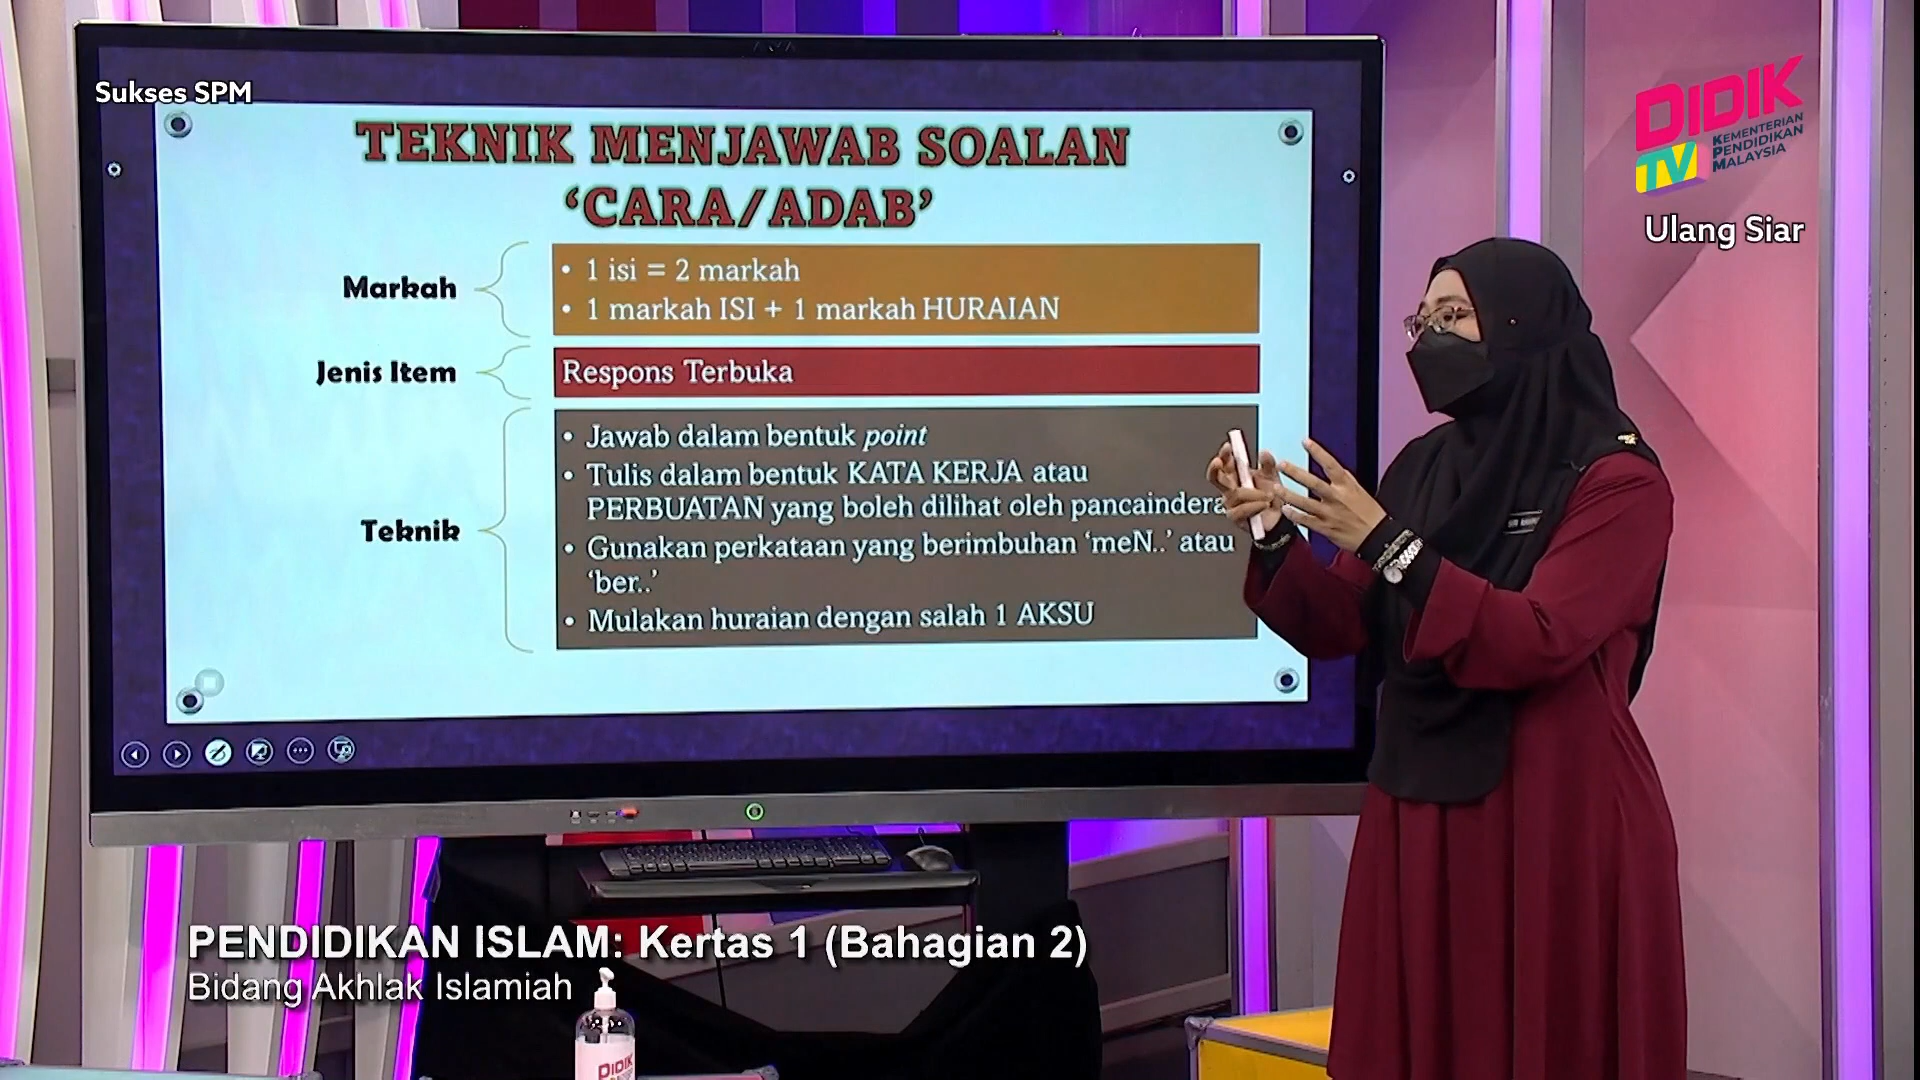 Sukses SPM
DIDIK
TV
KEMENTERIAN
PENDIDIKAN
MALAYSIA
Ulang Siar
TEKNIK MENJAWAB SOALAN
‘CARA/ADAB’
Markah
• 1 isi = 2 markah
• 1 markah ISI + 1 markah HURAIAN
Jenis Item
Respons Terbuka
Teknik
• Jawab dalam bentuk point
• Tulis dalam bentuk KATA KERJA atau
PERBUATAN yang boleh dilihat oleh pancaindera
• Gunakan perkataan yang berimbuhan ‘meN..’ atau
‘ber..’
• Mulakan huraian dengan salah 1 AKSU
PENDIDIKAN ISLAM: Kertas 1 (Bahagian 2)
Bidang Akhlak Islamiah
DIDIK